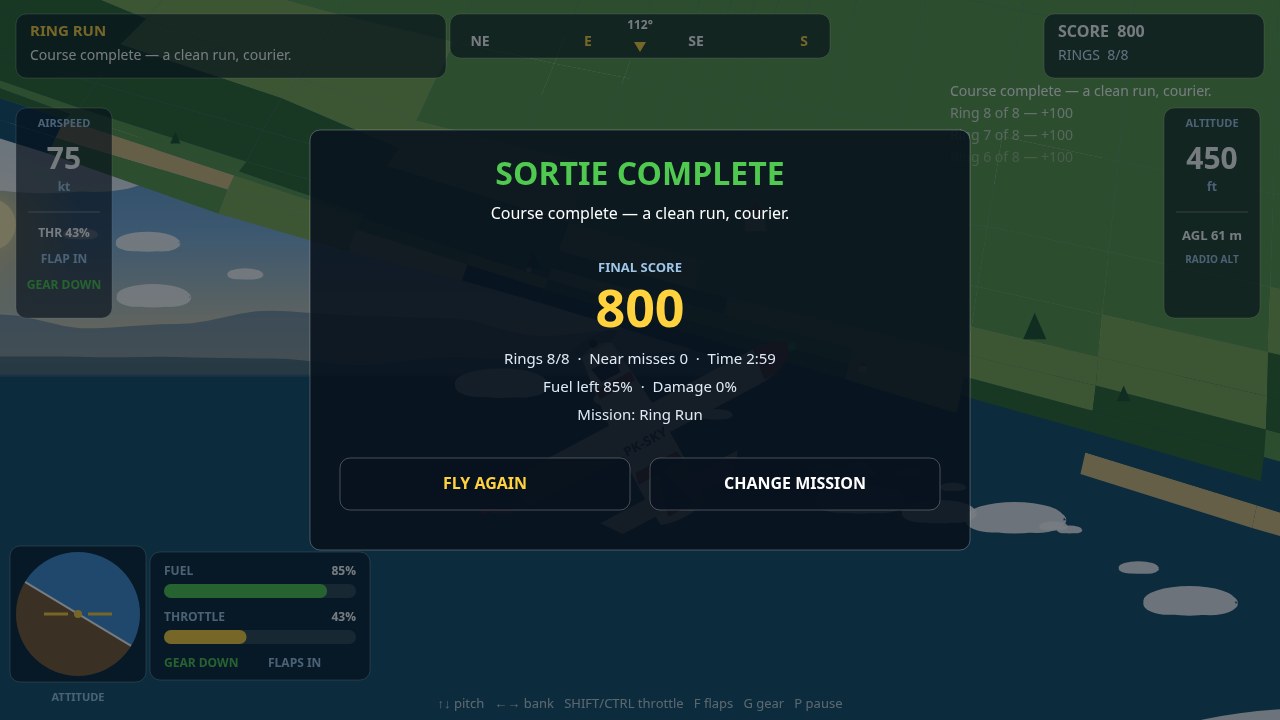 RING RUN
Course complete — a clean run, courier.
112°
NE E SE S
SCORE 800
RINGS 8/8
Course complete — a clean run, courier.
Ring 8 of 8 — +100
Ring 7 of 8 — +100
Ring 6 of 8 — +100
AIRSPEED
75
kt
THR 43%
FLAP IN
GEAR DOWN
ALTITUDE
450
ft
AGL 61 m
RADIO ALT
SORTIE COMPLETE
Course complete — a clean run, courier.
FINAL SCORE
800
Rings 8/8 · Near misses 0 · Time 2:59
Fuel left 85% · Damage 0%
Mission: Ring Run
PK-SKY
FLY AGAIN
CHANGE MISSION
FUEL 85%
THROTTLE 43%
GEAR DOWN FLAPS IN
ATTITUDE
↑↓ pitch ←→ bank SHIFT/CTRL throttle F flaps G gear P pause